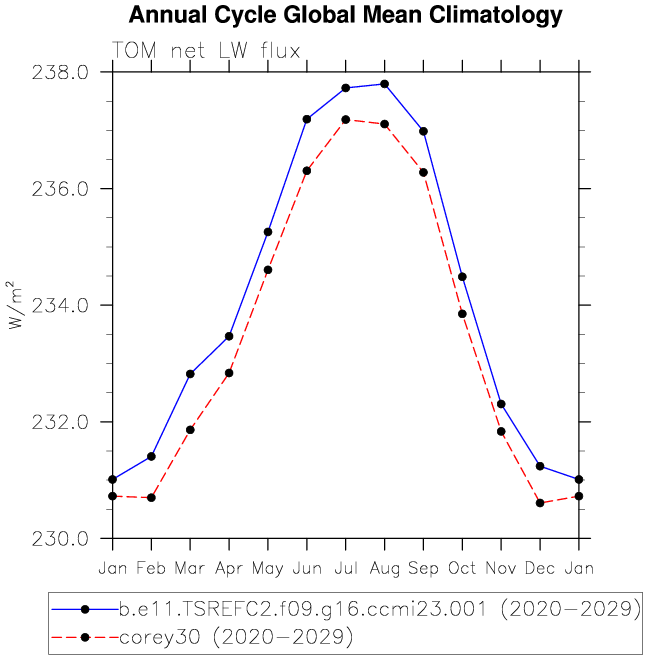 Annual Cycle Global Mean Climatology
TOM net LW flux
238.0
236.0
234.0
232.0
230.0
W/m²
Jan Feb Mar Apr May Jun Jul Aug Sep Oct Nov Dec Jan
b.e11.TSREFC2.f09.g16.ccmi23.001 (2020-2029)
corey30 (2020-2029)